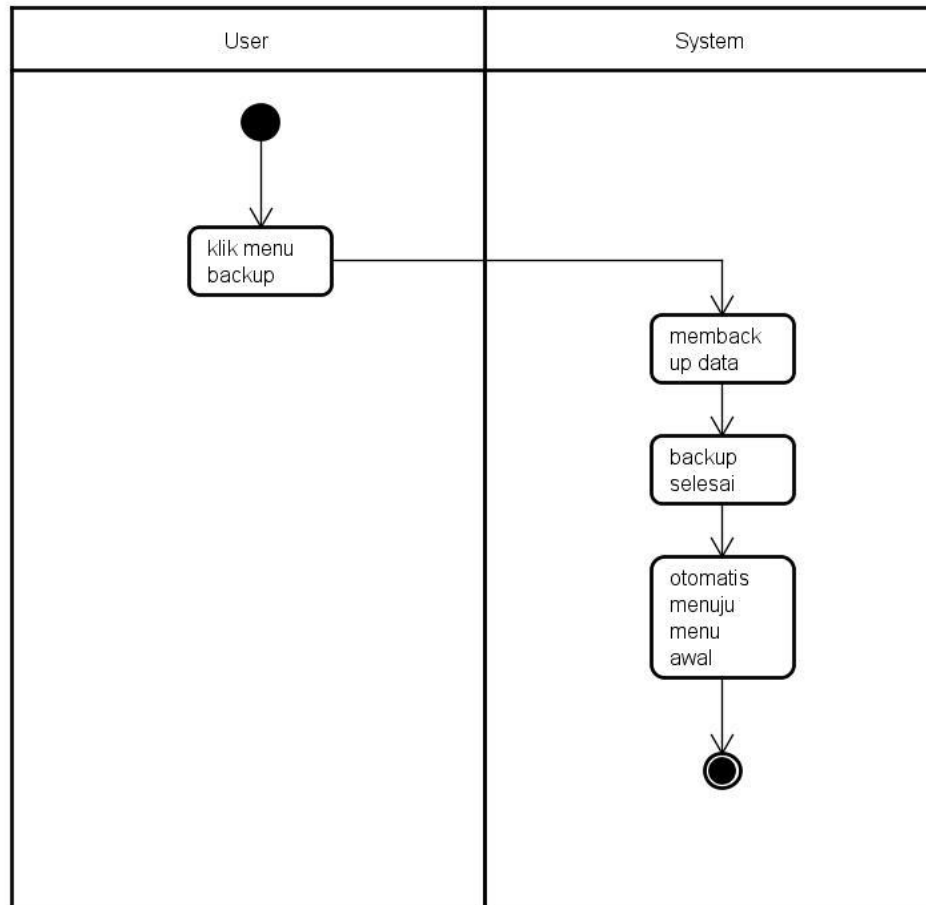 User
System
klik menu
backup
memback
up data
backup
selesai
otomatis
menuju
menu
awal